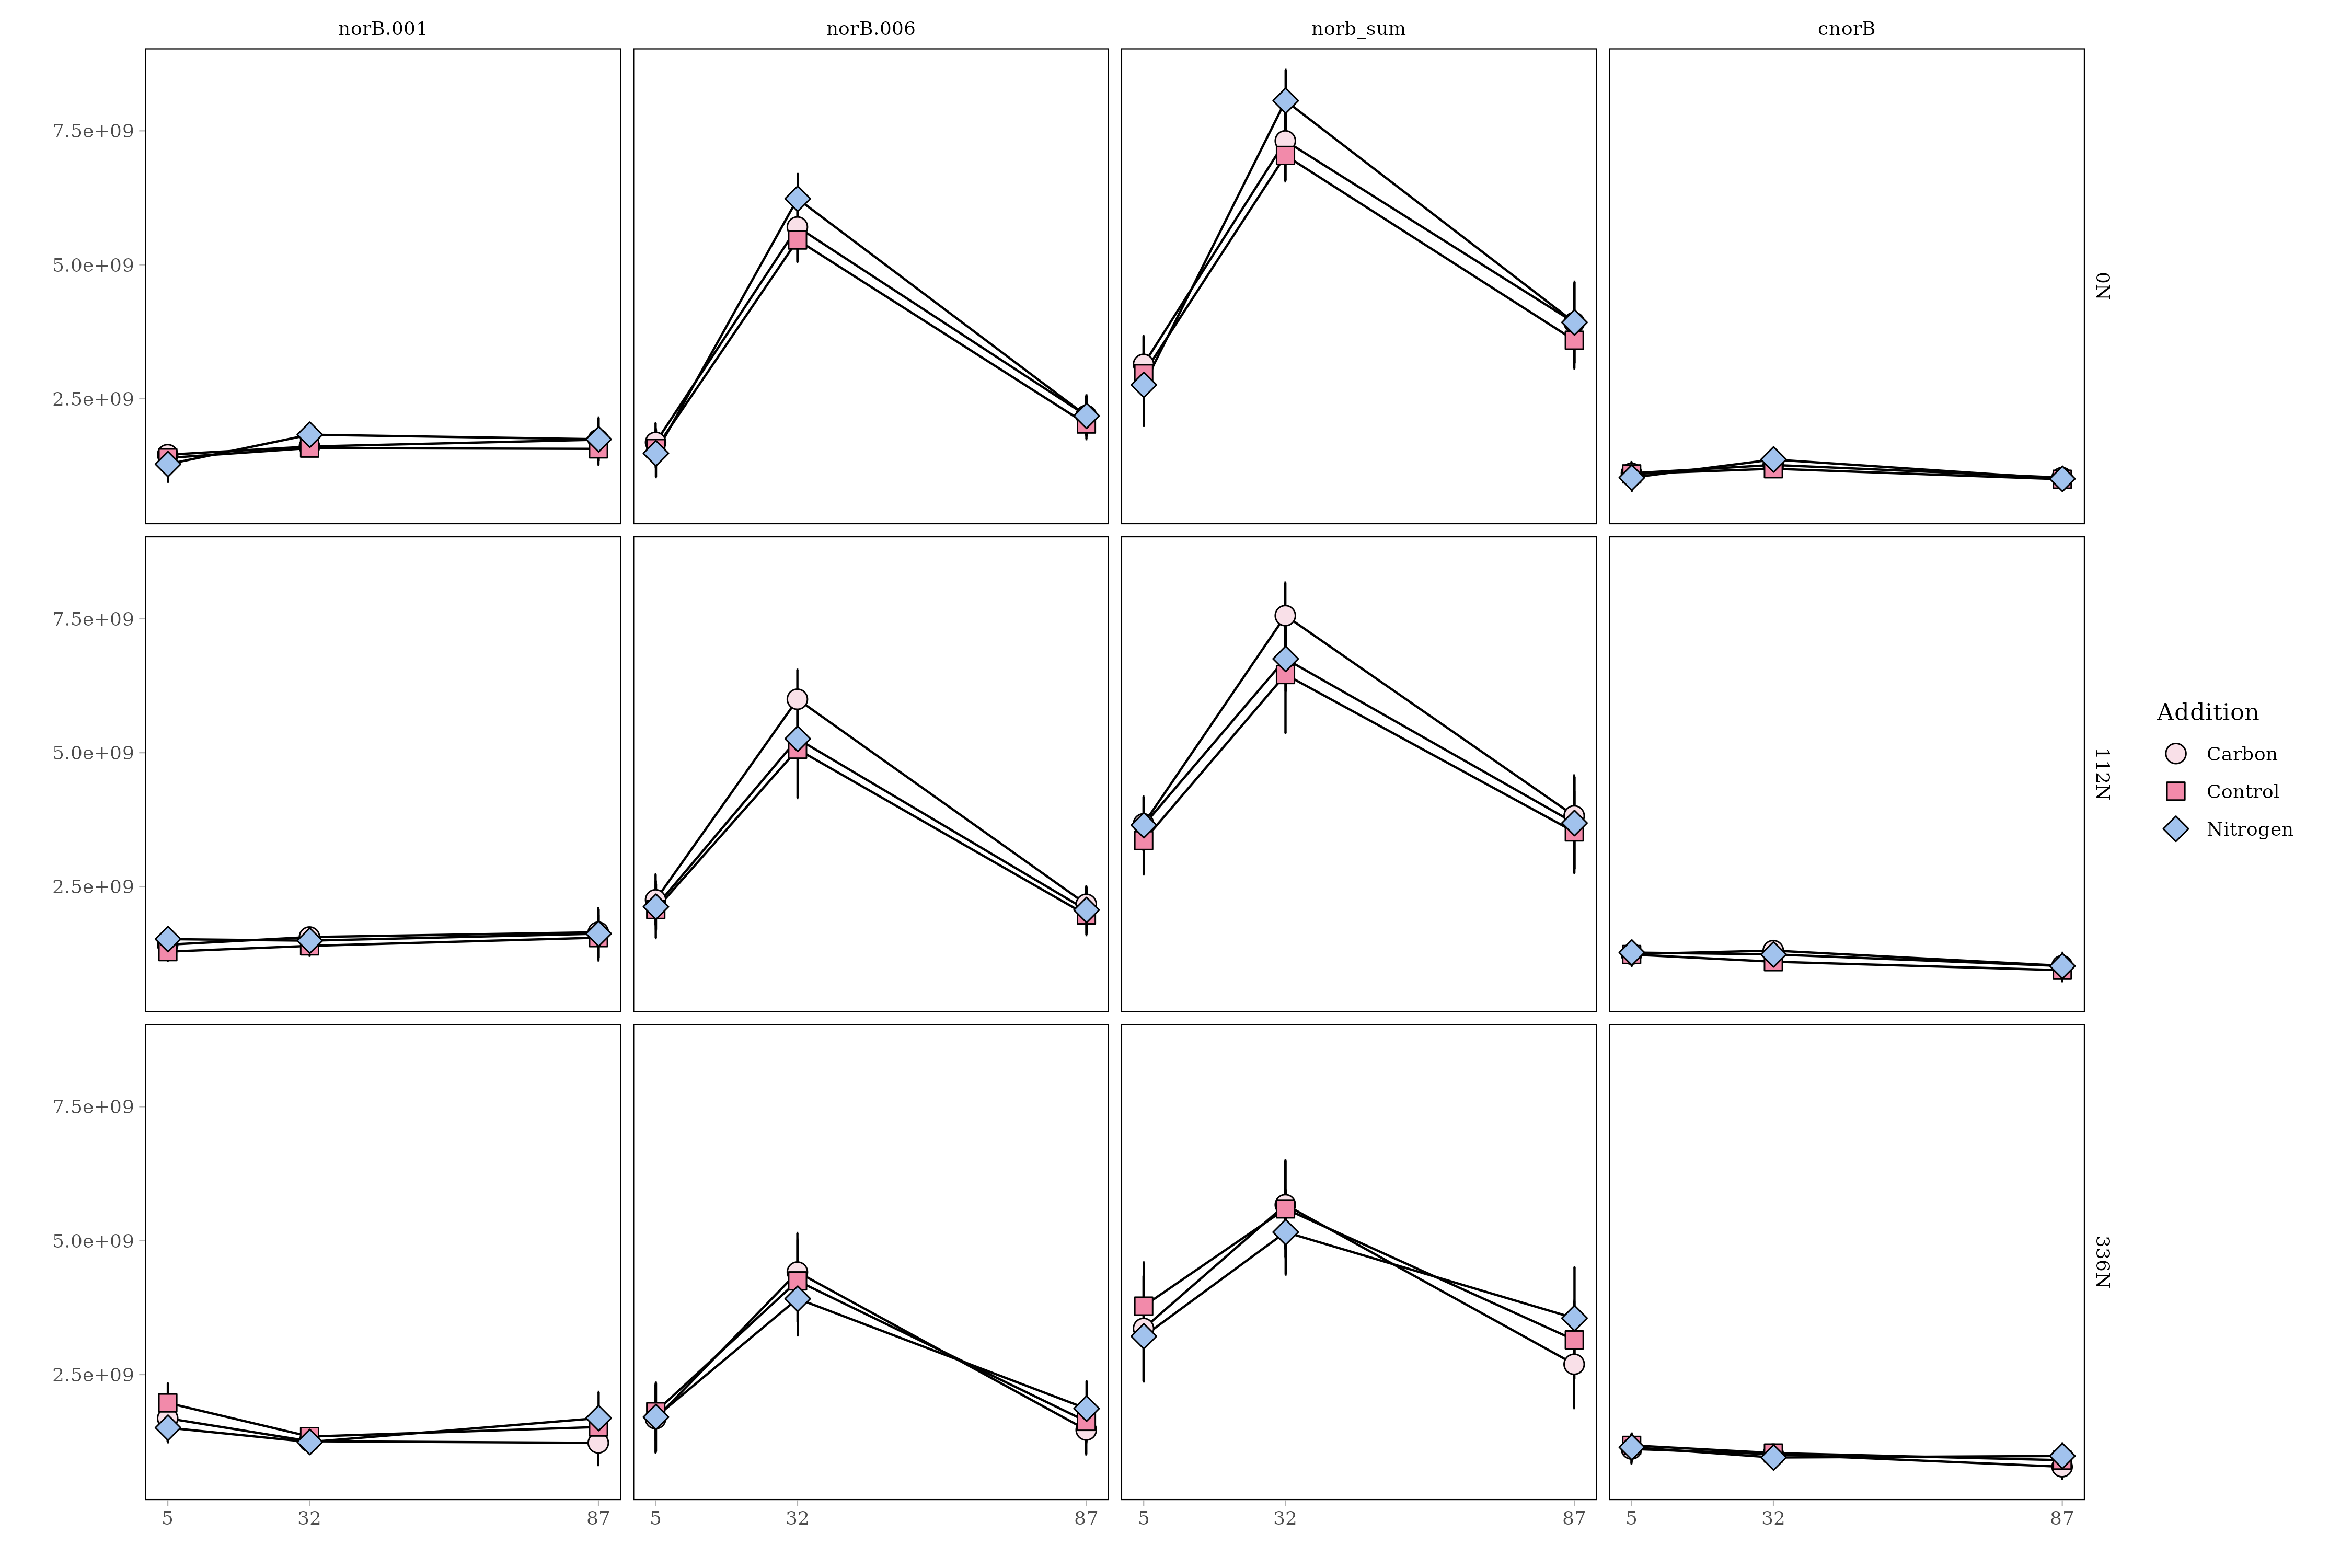 norB.001 norB.006 norb_sum cnorB
7.5e+09
5.0e+09
2.5e+09
0N
7.5e+09
5.0e+09
2.5e+09
112N
7.5e+09
5.0e+09
2.5e+09
336N
5 32 87 5 32 87 5 32 87 5 32 87
Addition
Carbon
Control
Nitrogen